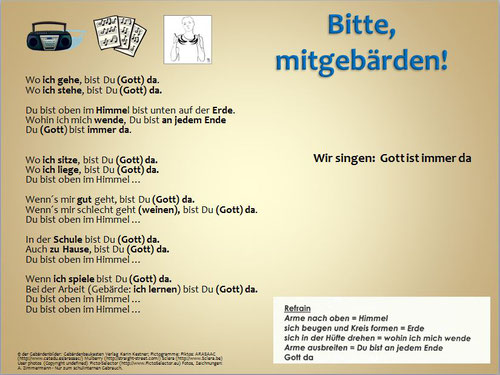 Bitte,
mitgebärden!
Wo ich gehe, bist Du (Gott) da.
Wo ich stehe, bist Du (Gott) da.
Du bist oben im Himmel bist unten auf der Erde.
Wohin ich mich wende, Du bist an jedem Ende
Du (Gott) bist immer da.
Wo ich sitze, bist Du (Gott) da.
Wo ich liege, bist Du (Gott) da.
Du bist oben im Himmel ...
Wir singen: Gott ist immer da
Wenn´s mir gut geht, bist Du (Gott) da.
Wenn´s mir schlecht geht (weinen), bist Du (Gott) da.
Du bist oben im Himmel ...
In der Schule bist Du (Gott) da.
Auch zu Hause, bist Du (Gott) da.
Du bist oben im Himmel ...
Wenn ich spiele bist Du (Gott) da.
Bei der Arbeit (Gebärde: ich lernen) bist Du (Gott) da.
Du bist oben im Himmel ...
Du bist oben im Himmel ...
Refrain
Arme nach oben = Himmel
sich beugen und Kreis formen = Erde
sich in der Hüfte drehen = wohin ich mich wende
Arme ausbreiten = Du bist an jedem Ende
Gott da
© der Gebärdenbilder: Gebärdenbaukasten Verlag Karin Kestner; Pictogramme: Piktos ARASAAC
A. Zimmermann - Nur zum schulinternen Gebrauch.